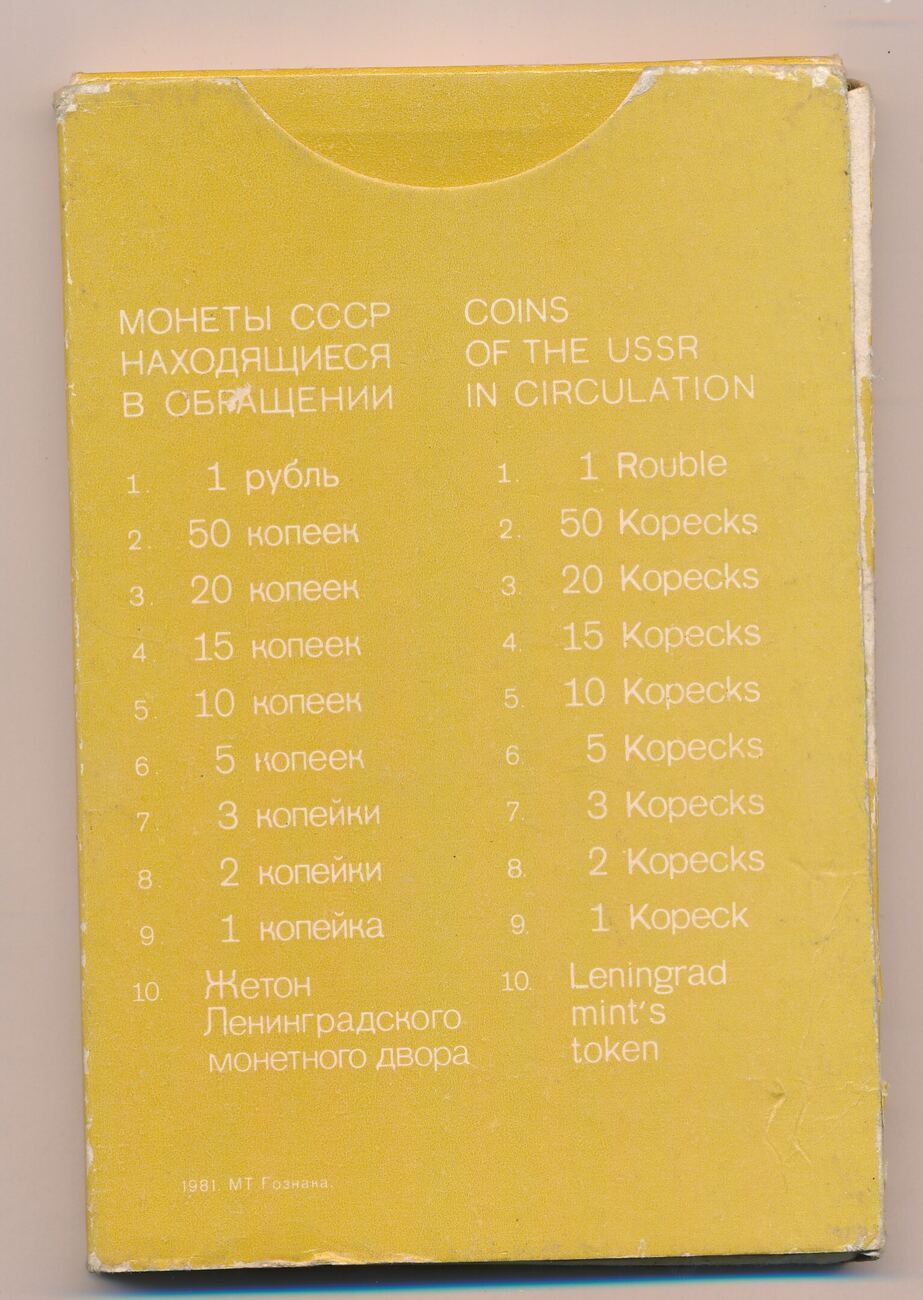 МОНЕТЫ СССР
НАХОДЯЩИЕСЯ
В ОБРАЩЕНИИ
1. 1 рубль
2. 50 копеек
3. 20 копеек
4. 15 копеек
5. 10 копеек
6. 5 копеек
7. 3 копейки
8. 2 копейки
9. 1 копейка
10. Жетон
Ленинградского
монетного двора
COINS
OF THE USSR
IN CIRCULATION
1. 1 Rouble
2. 50 Kopecks
3. 20 Kopecks
4. 15 Kopecks
5. 10 Kopecks
6. 5 Kopecks
7. 3 Kopecks
8. 2 Kopecks
9. 1 Kopeck
10. Leningrad
mint's
token
1981. МТ Гознака.